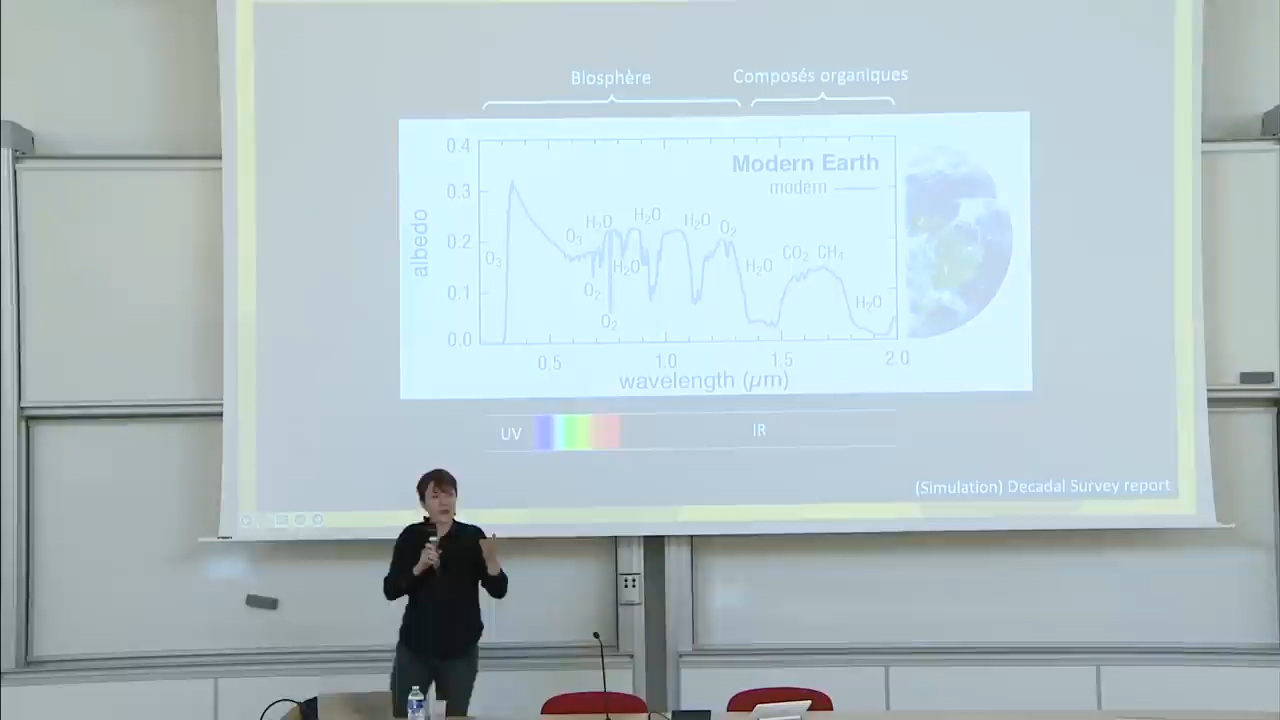 Biosphère
Composés organiques
Modern Earth
modern
albedo
0.4
0.3
0.2
0.1
0.0
O₃
O₃
H₂O
H₂O
H₂O
O₂
H₂O
O₂
O₂
H₂O
CO₂ CH₄
H₂O
0.5 1.0 1.5 2.0
wavelength (μm)
UV
IR
(Simulation) Decadal Survey report